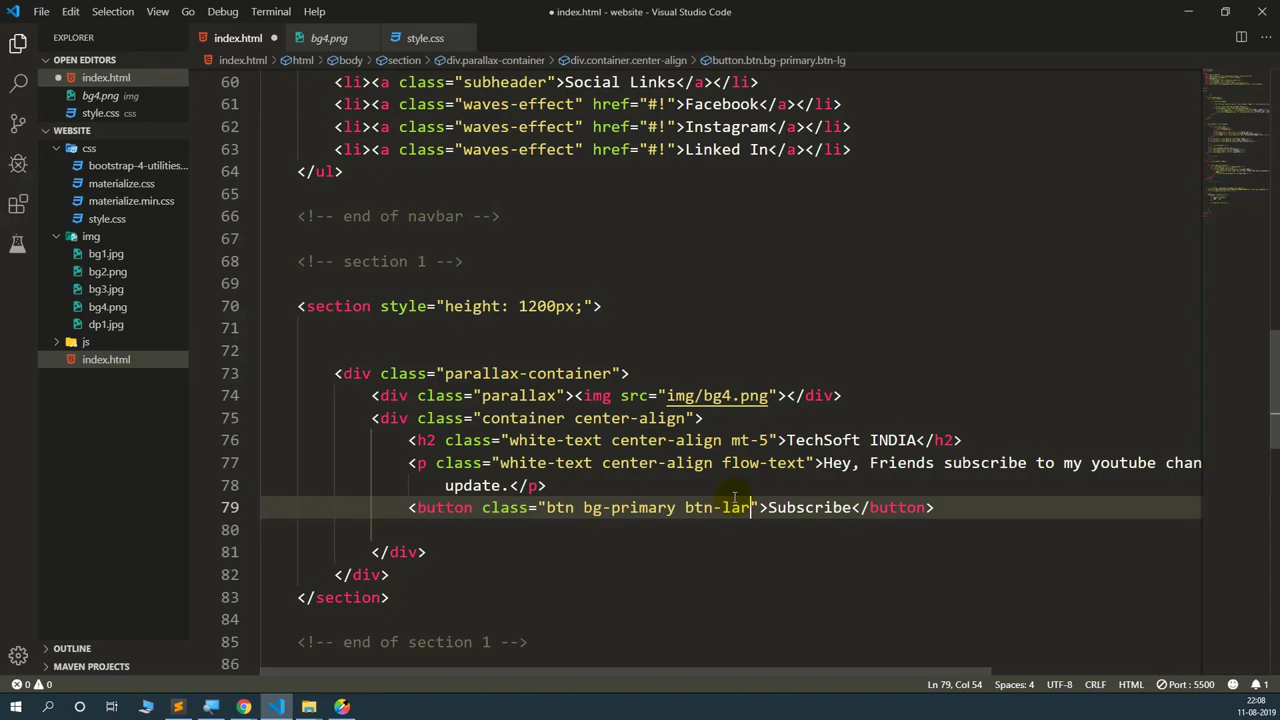 File Edit Selection View Go Debug Terminal Help
● index.html - website - Visual Studio Code
EXPLORER
index.html ●
bg4.png
style.css
OPEN EDITORS
● index.html
bg4.png img
style.css css
WEBSITE
css
bootstrap-4-utilities...
materialize.css
materialize.min.css
style.css
img
bg1.jpg
bg2.png
bg3.jpg
bg4.png
dp1.jpg
js
index.html
OUTLINE
MAVEN PROJECTS
index.html > html > body > section > div.parallax-container > div.container.center-align > button.btn.bg-primary.btn-lg
60 <li><a class="subheader">Social Links</a></li>
61 <li><a class="waves-effect" href="#!">Facebook</a></li>
62 <li><a class="waves-effect" href="#!">Instagram</a></li>
63 <li><a class="waves-effect" href="#!">Linked In</a></li>
64 </ul>
65
66 <!-- end of navbar -->
67
68 <!-- section 1 -->
69
70 <section style="height: 1200px;">
71
72
73 <div class="parallax-container">
74 <div class="parallax"><img src="img/bg4.png"></div>
75 <div class="container center-align">
76 <h2 class="white-text center-align mt-5">TechSoft INDIA</h2>
77 <p class="white-text center-align flow-text">Hey, Friends subscribe to my youtube chan
78 update.</p>
79 <button class="btn bg-primary btn-lar">Subscribe</button>
80
81 </div>
82 </div>
83 </section>
84
85 <!-- end of section 1 -->
86
0 0
Ln 79, Col 54 Spaces: 4 UTF-8 CRLF HTML Port : 5500 1
22:08
11-08-2019